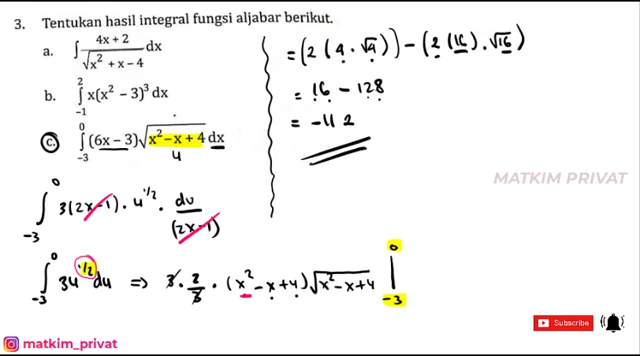 3. Tentukan hasil integral fungsi aljabar berikut.
a. ∫ (4x + 2)/√(x² + x − 4) dx
b. ∫₋₁² x(x² − 3)³ dx
c. ∫₋₃⁰ (6x − 3)√(x² − x + 4) dx
u
∫₋₃⁰ 3(2x−1) · u^1/2 · du/(2x−1)
∫₋₃⁰ 3u^1/2 du ⇒ 3 · 2/3 · (x² − x + 4)√(x² − x + 4) |₋₃⁰
= (2(4 · √4)) − (2(16) · √16)
= 16 − 128
= −112
MATKIM PRIVAT
Subscribe
matkim_privat